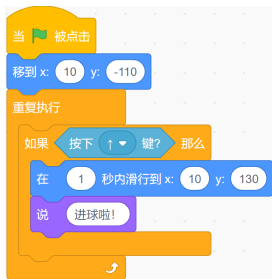 当 被点击
移到 x: 10 y: -110
重复执行
如果 按下 ↑ 键? 那么
在 1 秒内滑行到 x: 10 y: 130
说 进球啦!